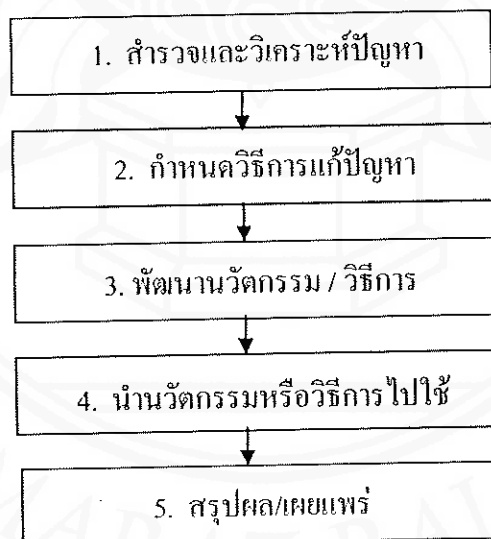 1. สำรวจและวิเคราะห์ปัญหา
2. กำหนดวิธีการแก้ปัญหา
3. พัฒนานวัตกรรม / วิธีการ
4. นำนวัตกรรมหรือวิธีการไปใช้
5. สรุปผล/เผยแพร่